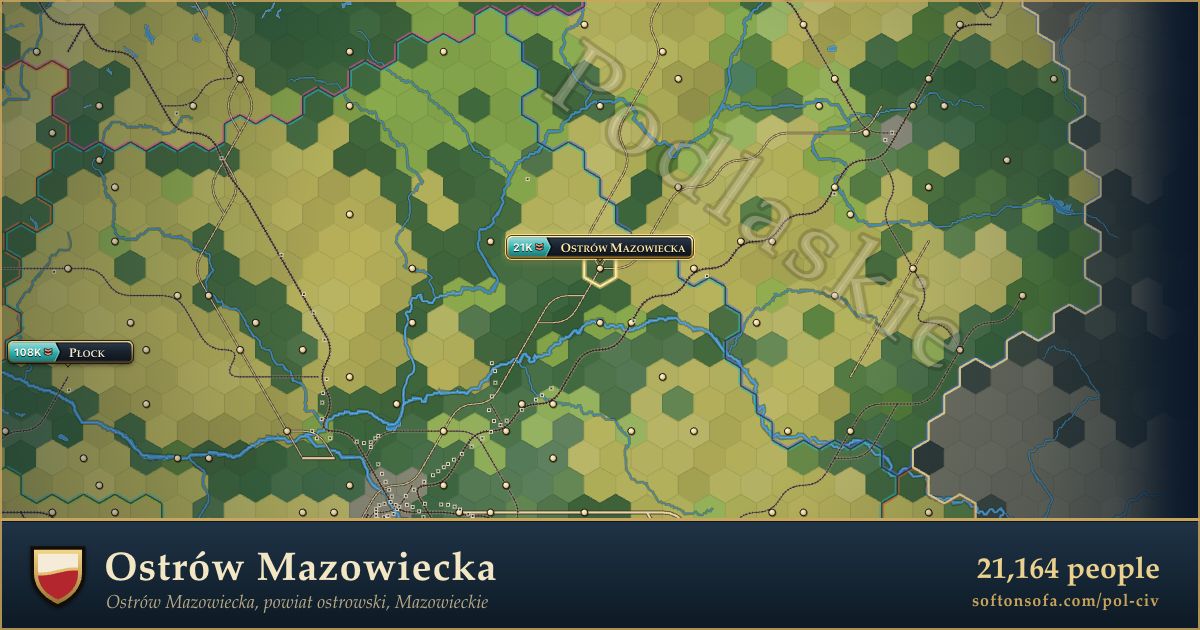 Podlaskie
21K Ostrów Mazowiecka
108K Płock
Ostrów Mazowiecka
Ostrów Mazowiecka, powiat ostrowski, Mazowieckie
21,164 people
softonsofa.com/pol-civ